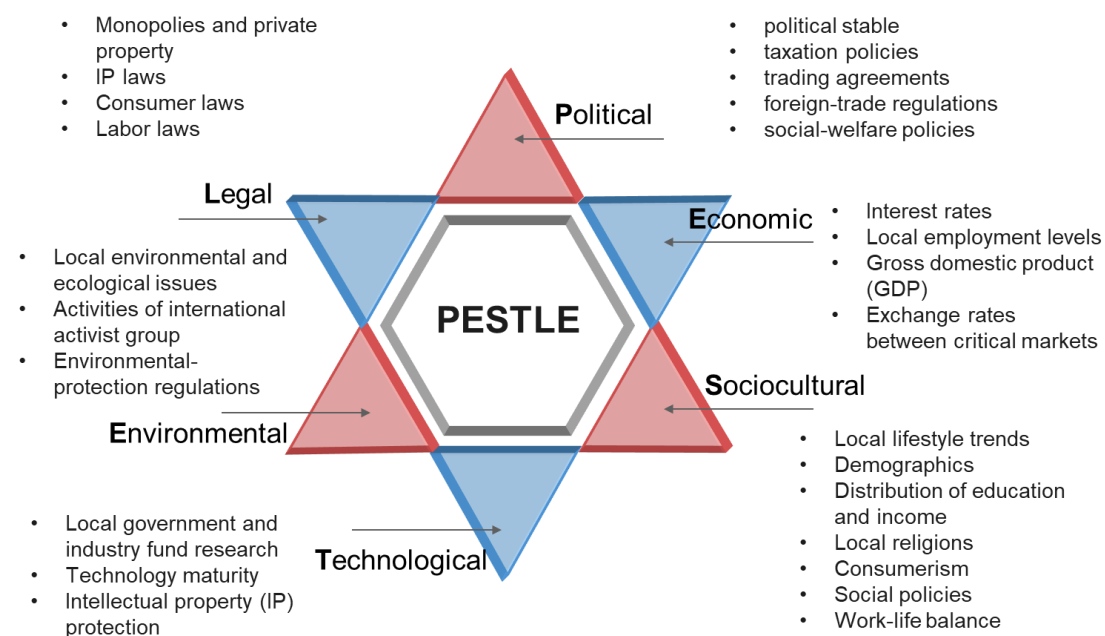 • Monopolies and private
property
• IP laws
• Consumer laws
• Labor laws
Political
• political stable
• taxation policies
• trading agreements
• foreign-trade regulations
• social-welfare policies
Legal
Economic
• Interest rates
• Local employment levels
• Gross domestic product
(GDP)
• Exchange rates
between critical markets
• Local environmental and
ecological issues
• Activities of international
activist group
• Environmental-
protection regulations
PESTLE
Environmental
Sociocultural
• Local lifestyle trends
• Demographics
• Distribution of education
and income
• Local religions
• Consumerism
• Social policies
• Work-life balance
• Local government and
industry fund research
• Technology maturity
• Intellectual property (IP)
protection
Technological